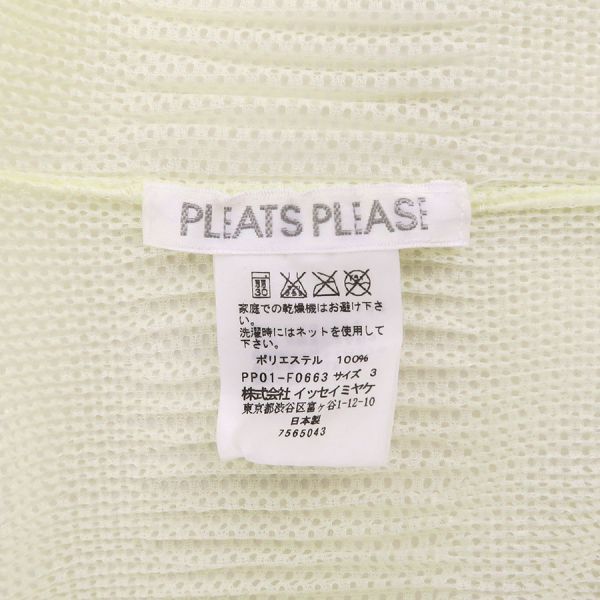 PLEATS PLEASE
30
家庭での乾燥機はお避け下さ
い。
洗濯時にはネットを使用して
下さい。
ポリエステル 100%
PP01-F0663 サイズ 3
株式会社 イッセイミヤケ
東京都渋谷区富ヶ谷1-12-10
日本製
7565043